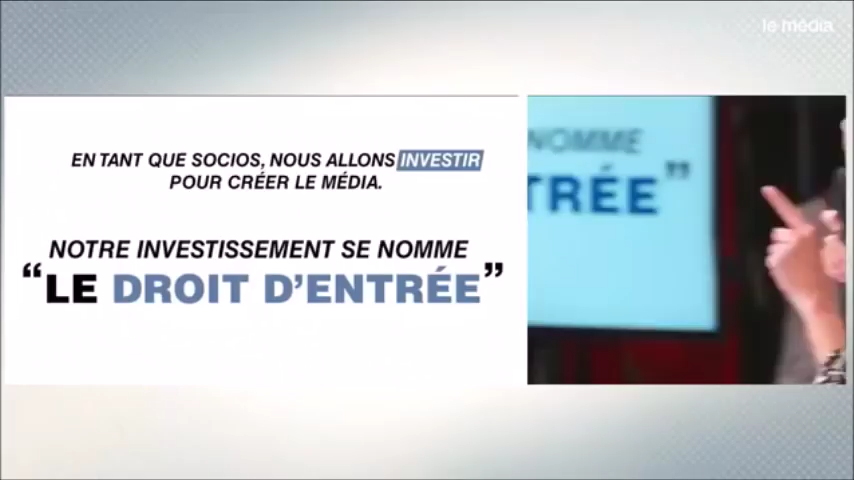 le média
EN TANT QUE SOCIOS, NOUS ALLONS INVESTIR
POUR CRÉER LE MÉDIA.
NOTRE INVESTISSEMENT SE NOMME
“LE DROIT D’ENTRÉE”
NOMME
TRÉE”